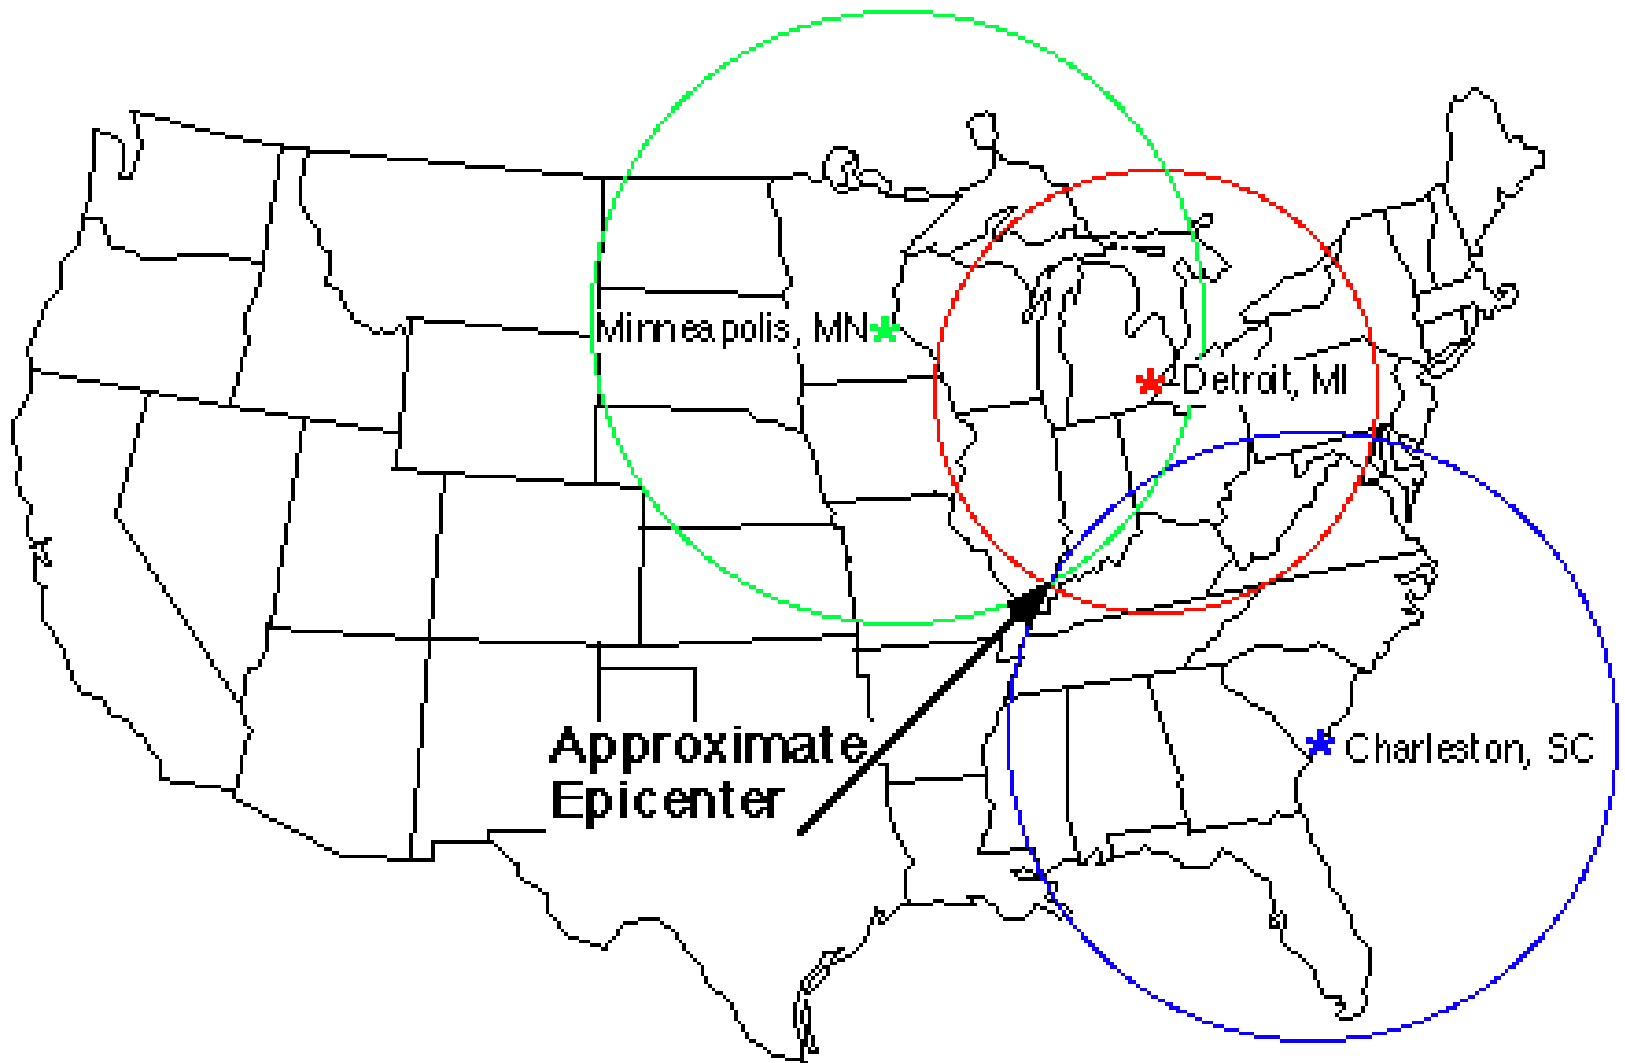 Minneapolis, MN
Detroit, MI
Approximate
Epicenter
Charleston, SC